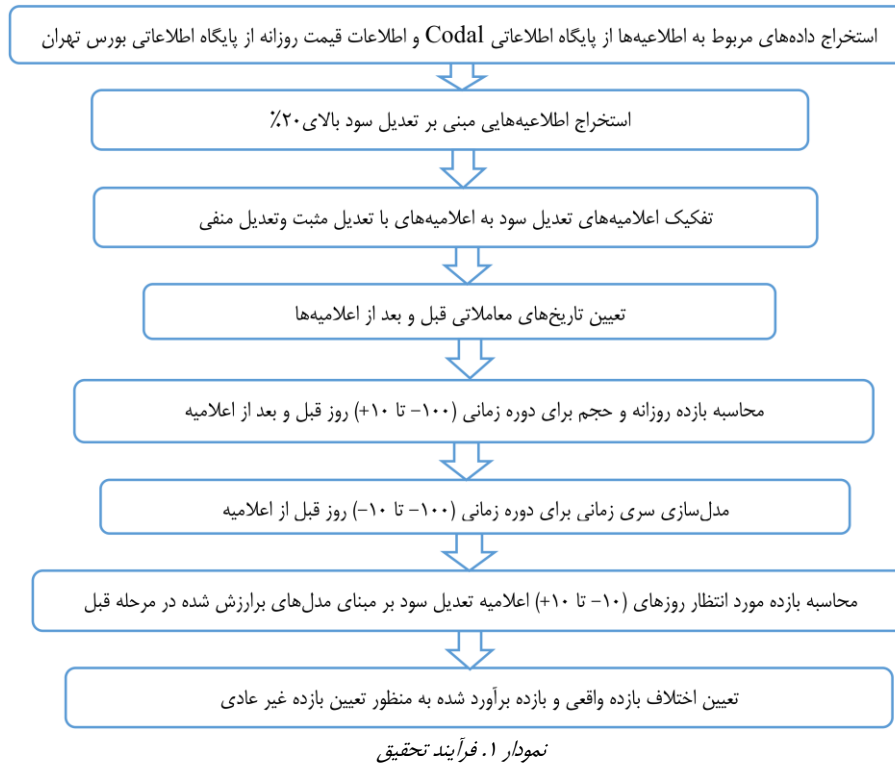 استخراج داده‌های مربوط به اطلاعیه‌ها از پایگاه اطلاعاتی Codal و اطلاعات قیمت روزانه از پایگاه اطلاعاتی بورس تهران
استخراج اطلاعیه‌هایی مبنی بر تعدیل سود بالای۲۰٪
تفکیک اعلامیه‌های تعدیل سود به اعلامیه‌های با تعدیل مثبت وتعدیل منفی
تعیین تاریخ‌های معاملاتی قبل و بعد از اعلامیه‌ها
محاسبه بازده روزانه و حجم برای دوره زمانی (۱۰۰- تا ۱۰+) روز قبل و بعد از اعلامیه
مدل‌سازی سری زمانی برای دوره زمانی (۱۰۰- تا ۱۰-) روز قبل از اعلامیه
محاسبه بازده مورد انتظار روزهای (۱۰- تا ۱۰+) اعلامیه تعدیل سود بر مبنای مدل‌های برارزش شده در مرحله قبل
تعیین اختلاف بازده واقعی و بازده برآورد شده به منظور تعیین بازده غیر عادی
نمودار ۱. فرآیند تحقیق